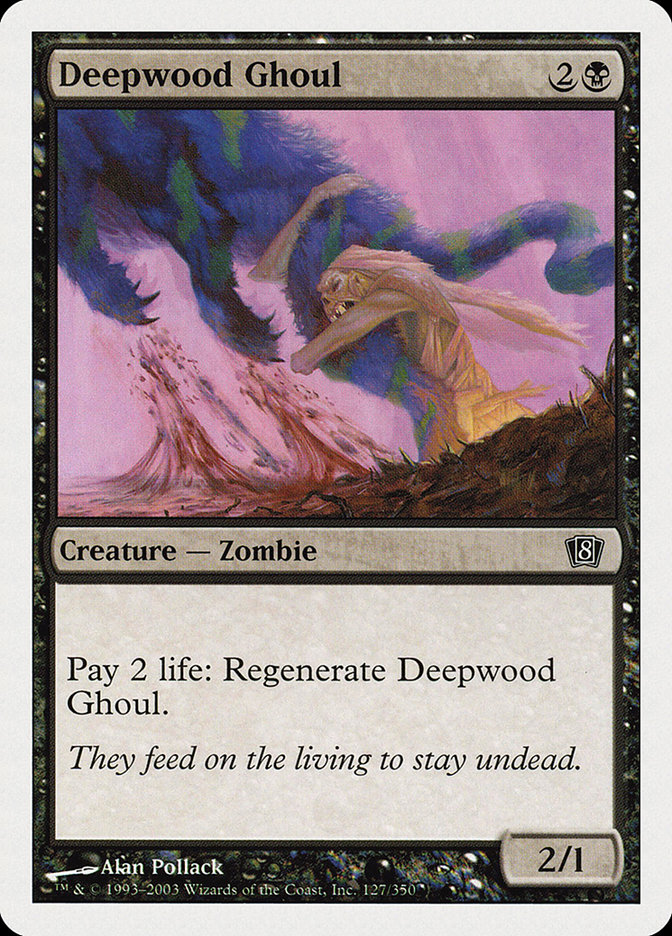 Deepwood Ghoul 2
Creature — Zombie 8
Pay 2 life: Regenerate Deepwood
Ghoul.
They feed on the living to stay undead.
2/1
Alan Pollack
™ & © 1993–2003 Wizards of the Coast, Inc. 127/350